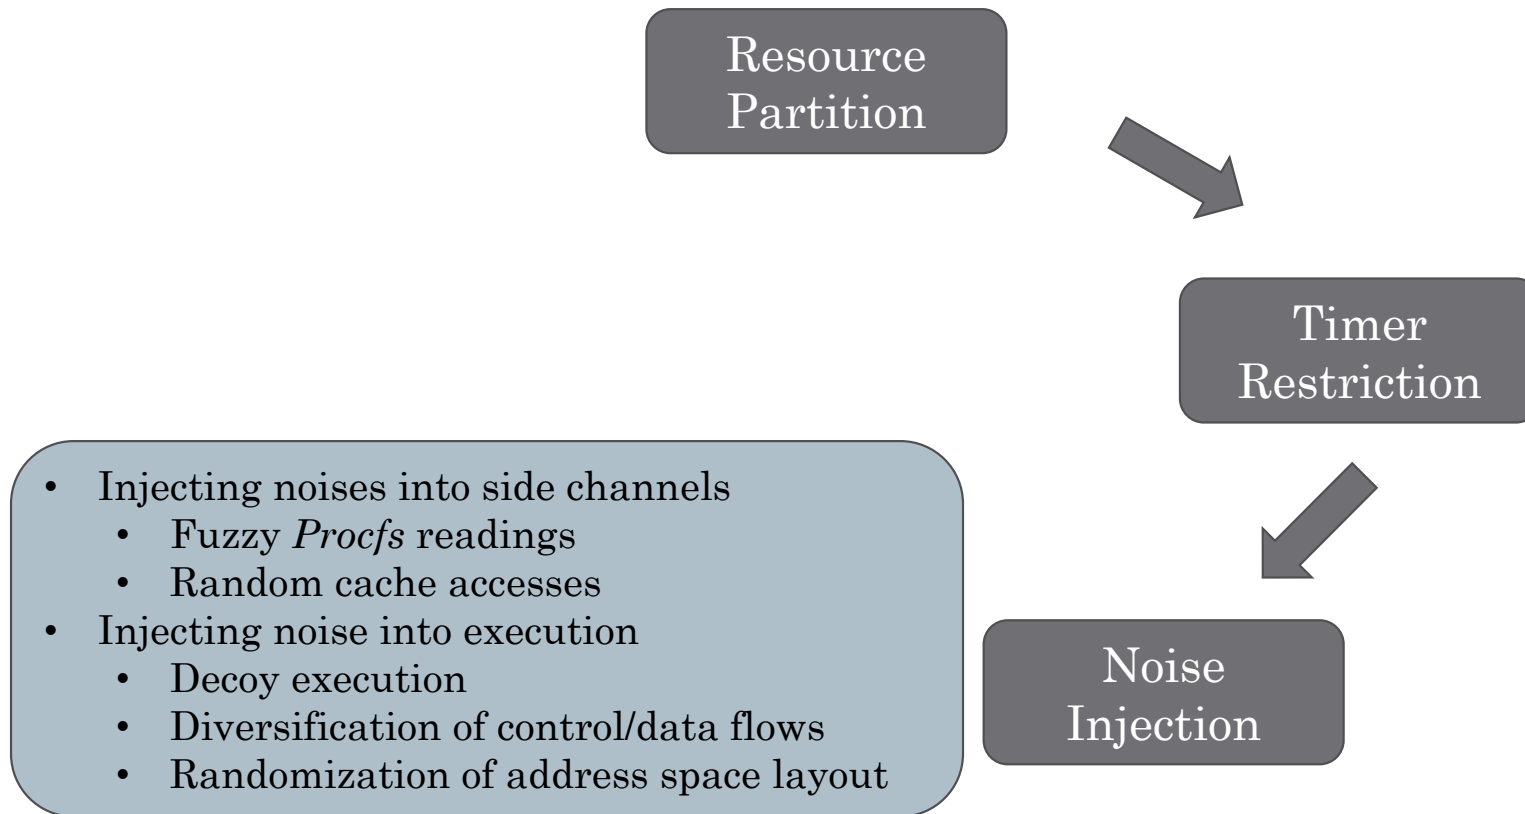 Resource
Partition
Timer
Restriction
• Injecting noises into side channels
• Fuzzy Procfs readings
• Random cache accesses
• Injecting noise into execution
• Decoy execution
• Diversification of control/data flows
• Randomization of address space layout
Noise
Injection